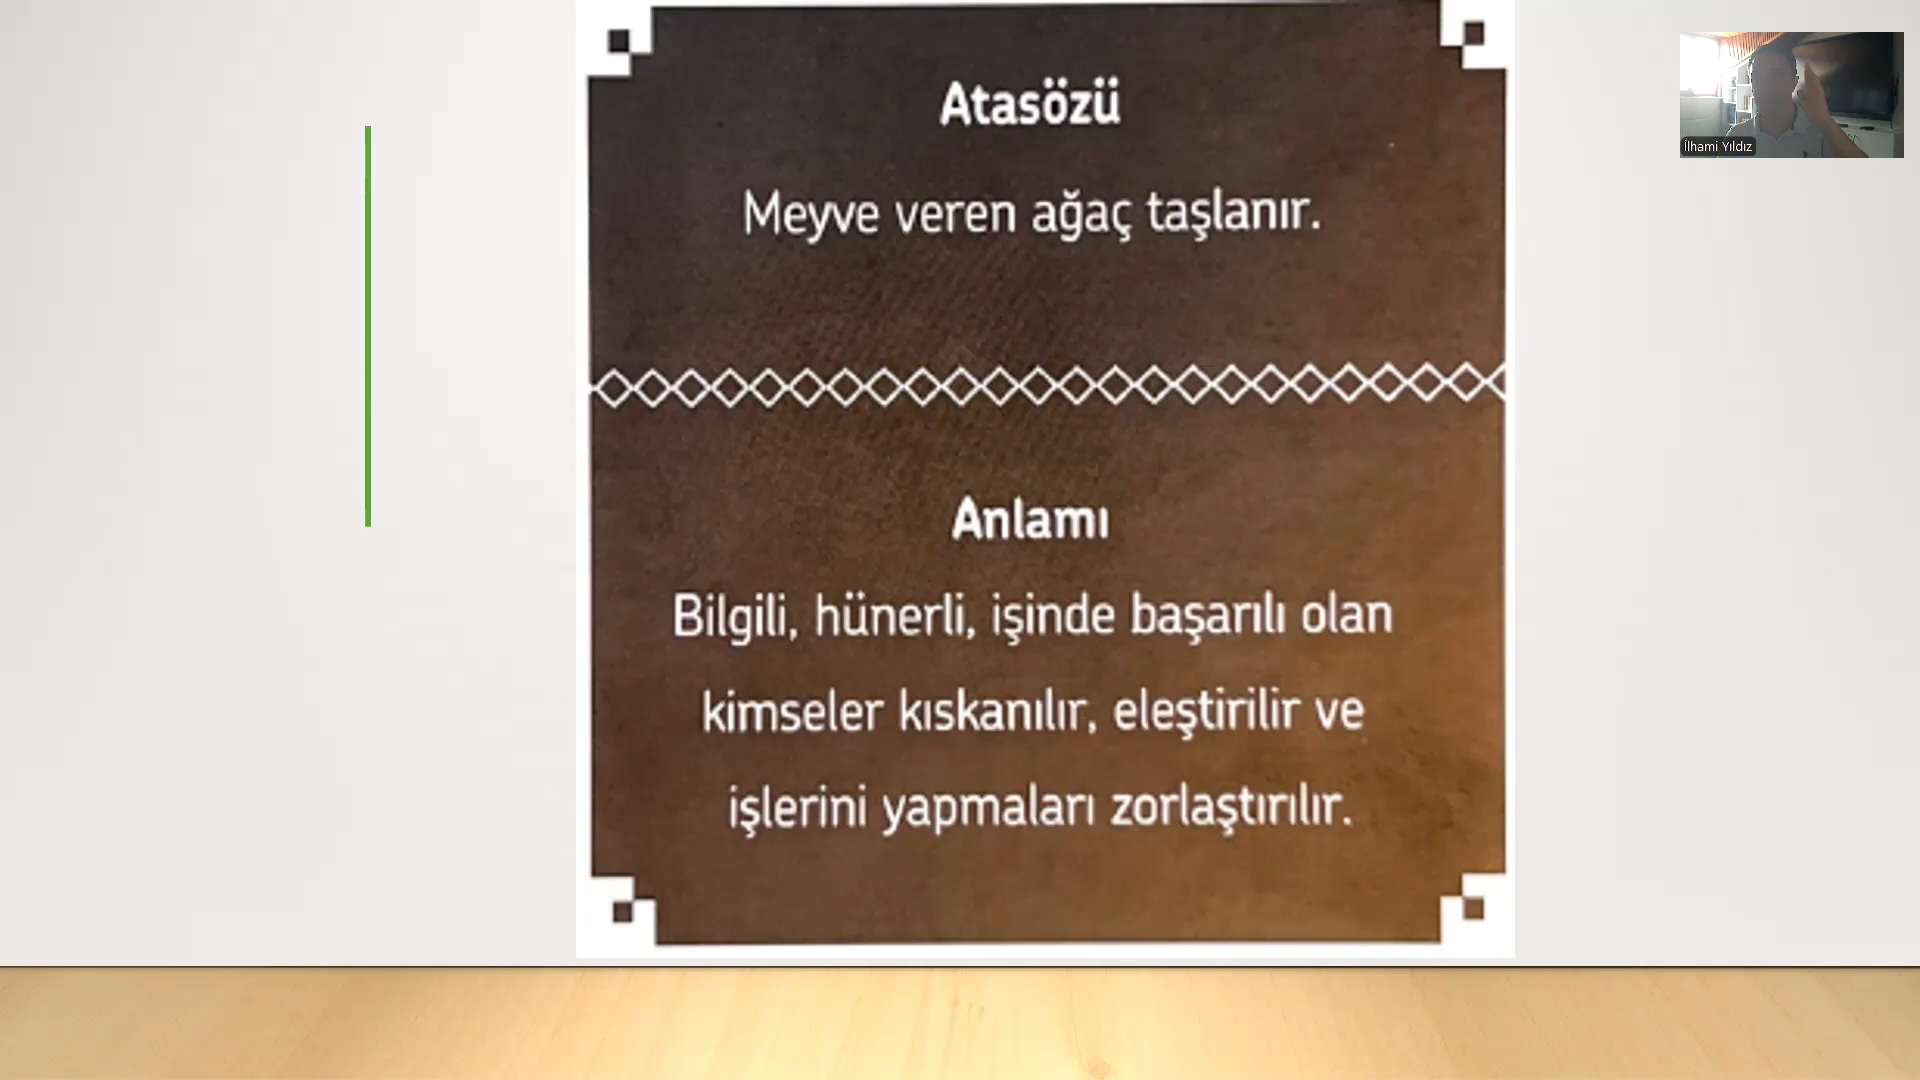 Atasözü
Meyve veren ağaç taşlanır.
Anlamı
Bilgili, hünerli, işinde başarılı olan
kimseler kıskanılır, eleştirilir ve
işlerini yapmaları zorlaştırılır.
İlhami Yıldız